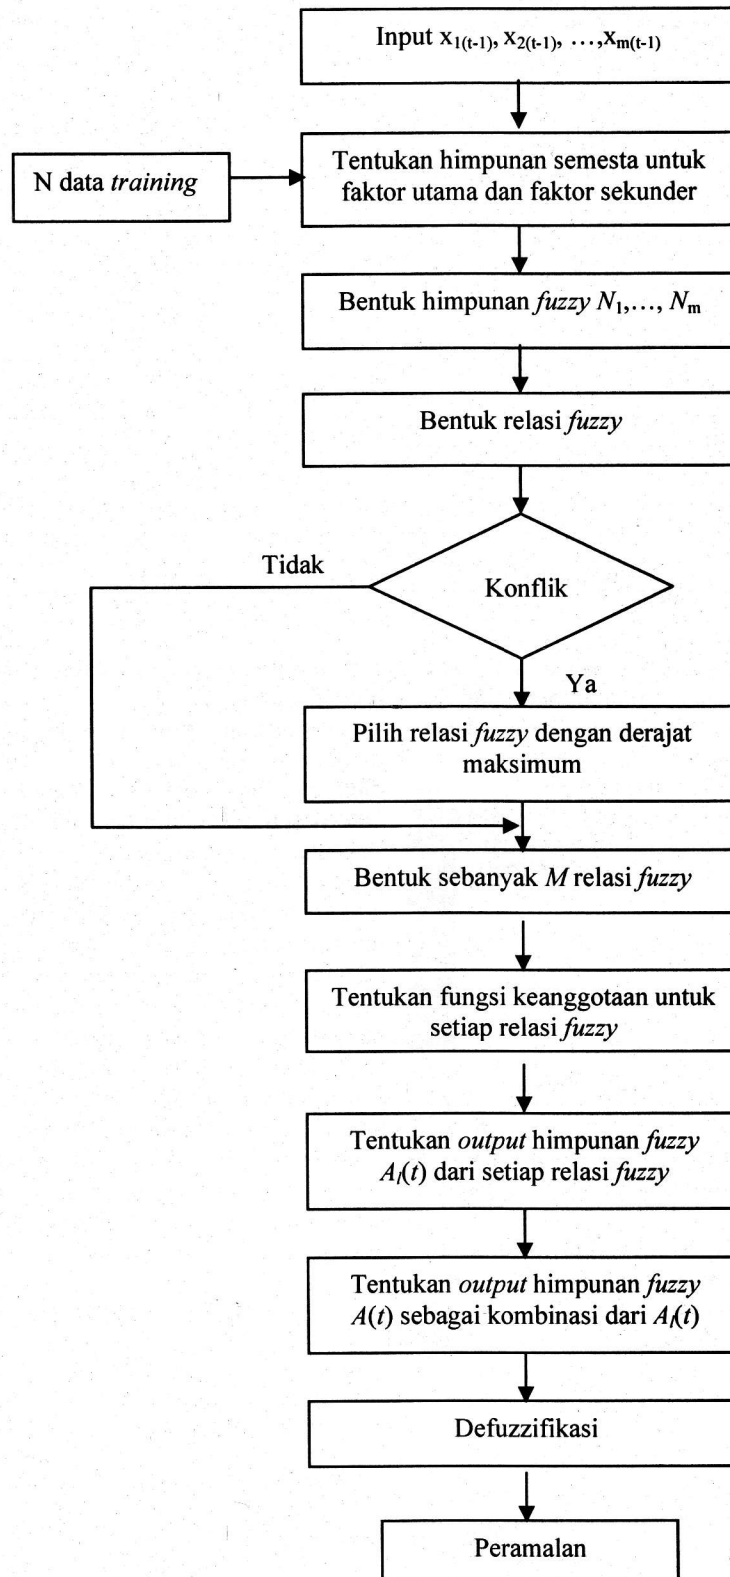 Input x1(t-1), x2(t-1), …,xm(t-1)
N data training
Tentukan himpunan semesta untuk
faktor utama dan faktor sekunder
Bentuk himpunan fuzzy N1,…, Nm
Bentuk relasi fuzzy
Konflik
Tidak
Ya
Pilih relasi fuzzy dengan derajat
maksimum
Bentuk sebanyak M relasi fuzzy
Tentukan fungsi keanggotaan untuk
setiap relasi fuzzy
Tentukan output himpunan fuzzy
Al(t) dari setiap relasi fuzzy
Tentukan output himpunan fuzzy
A(t) sebagai kombinasi dari Al(t)
Defuzzifikasi
Peramalan